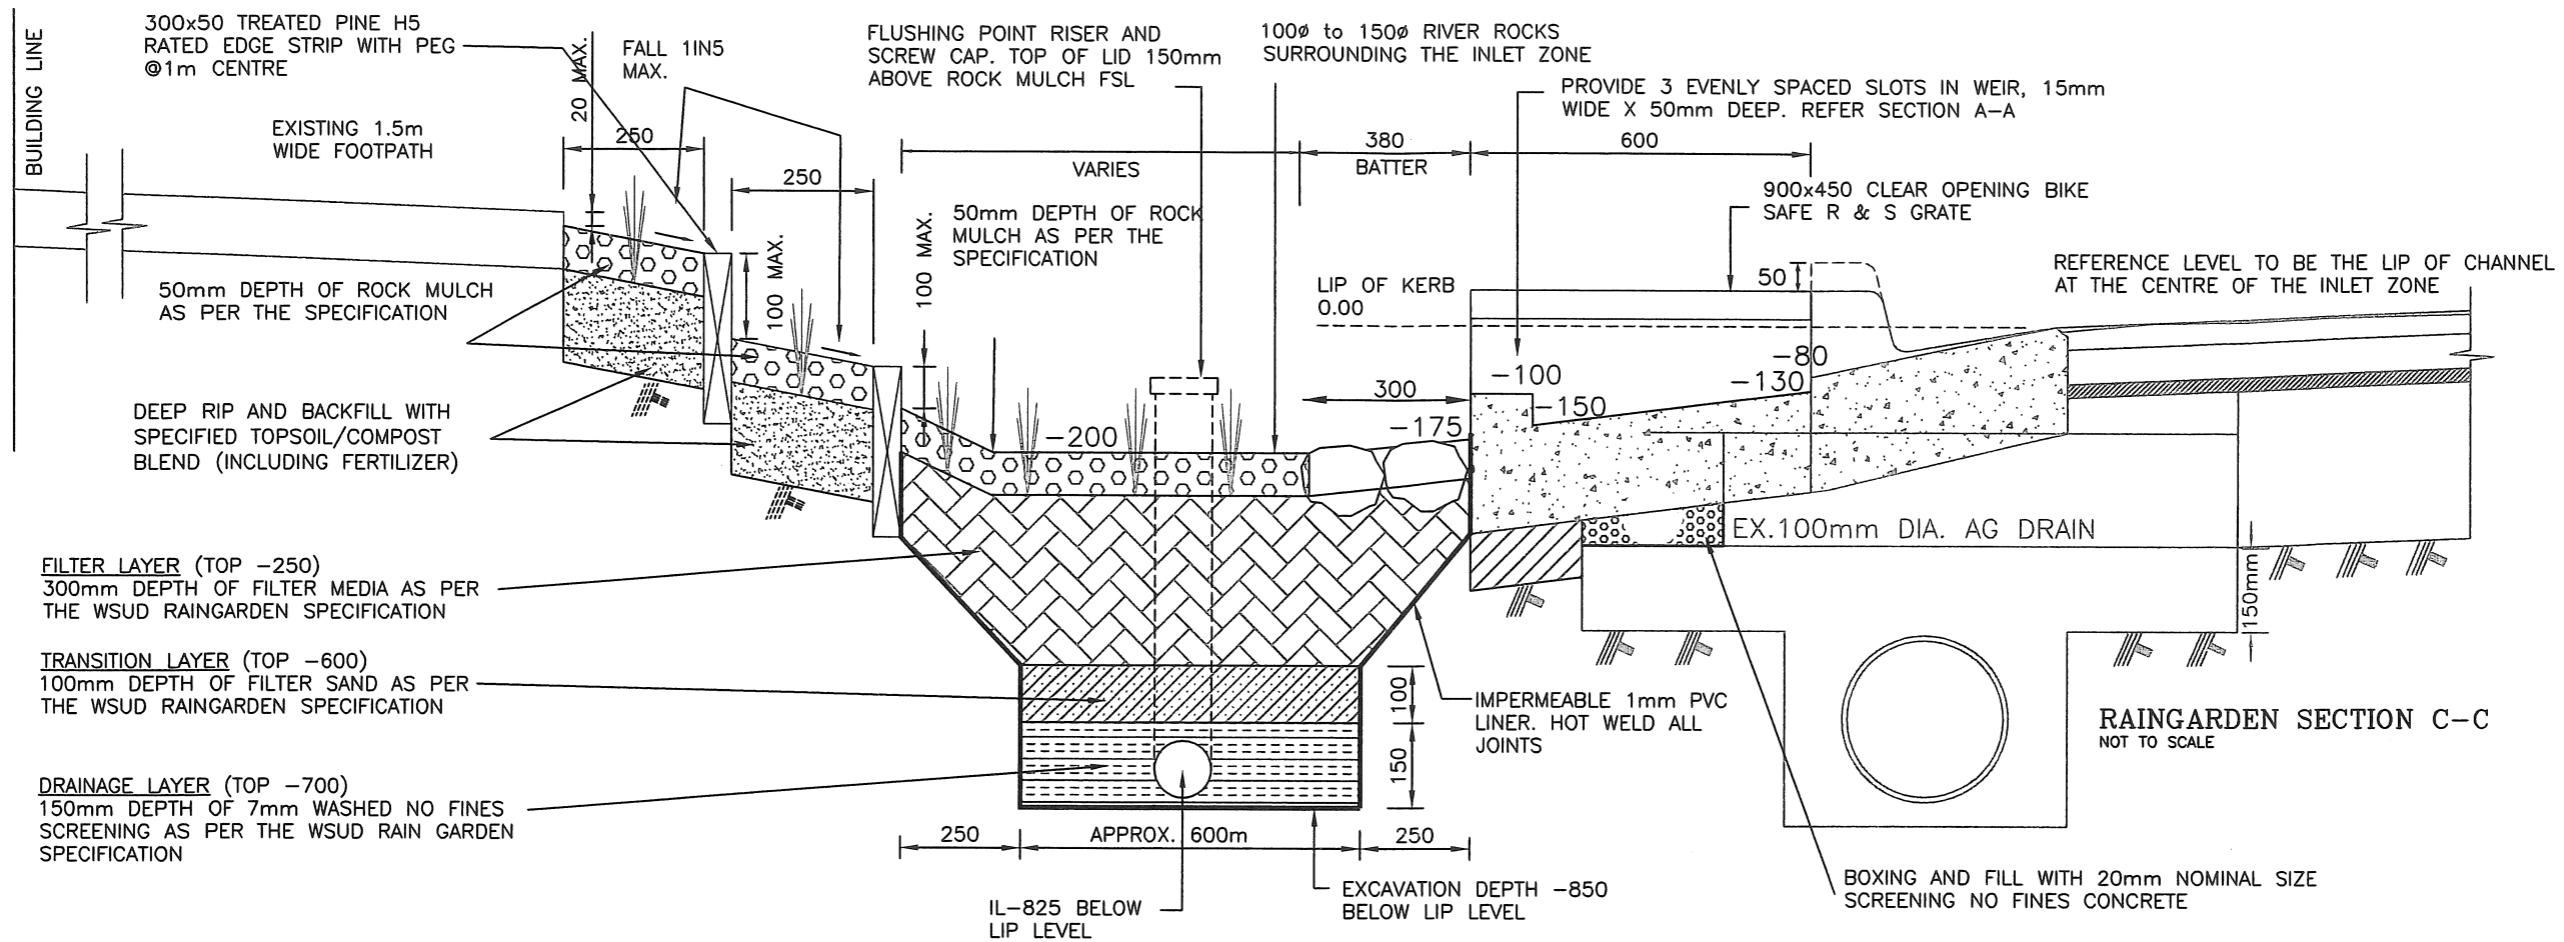 BUILDING LINE
300x50 TREATED PINE H5
RATED EDGE STRIP WITH PEG
@1m CENTRE
20 MAX.
FALL 1IN5
MAX.
FLUSHING POINT RISER AND
SCREW CAP. TOP OF LID 150mm
ABOVE ROCK MULCH FSL
100ø to 150ø RIVER ROCKS
SURROUNDING THE INLET ZONE
PROVIDE 3 EVENLY SPACED SLOTS IN WEIR, 15mm
WIDE X 50mm DEEP. REFER SECTION A-A
EXISTING 1.5m
WIDE FOOTPATH
250
250
VARIES
380
BATTER
600
900x450 CLEAR OPENING BIKE
SAFE R & S GRATE
50mm DEPTH OF ROCK
MULCH AS PER THE
SPECIFICATION
100 MAX.
100 MAX.
LIP OF KERB
0.00
50
REFERENCE LEVEL TO BE THE LIP OF CHANNEL
AT THE CENTRE OF THE INLET ZONE
50mm DEPTH OF ROCK MULCH
AS PER THE SPECIFICATION
-80
-100
-130
300
-150
-175
-200
DEEP RIP AND BACKFILL WITH
SPECIFIED TOPSOIL/COMPOST
BLEND (INCLUDING FERTILIZER)
EX.100mm DIA. AG DRAIN
150mm
FILTER LAYER (TOP -250)
300mm DEPTH OF FILTER MEDIA AS PER
THE WSUD RAINGARDEN SPECIFICATION
TRANSITION LAYER (TOP -600)
100mm DEPTH OF FILTER SAND AS PER
THE WSUD RAINGARDEN SPECIFICATION
100
IMPERMEABLE 1mm PVC
LINER. HOT WELD ALL
JOINTS
RAINGARDEN SECTION C-C
NOT TO SCALE
150
DRAINAGE LAYER (TOP -700)
150mm DEPTH OF 7mm WASHED NO FINES
SCREENING AS PER THE WSUD RAIN GARDEN
SPECIFICATION
250
APPROX. 600m
250
IL-825 BELOW
LIP LEVEL
EXCAVATION DEPTH -850
BELOW LIP LEVEL
BOXING AND FILL WITH 20mm NOMINAL SIZE
SCREENING NO FINES CONCRETE